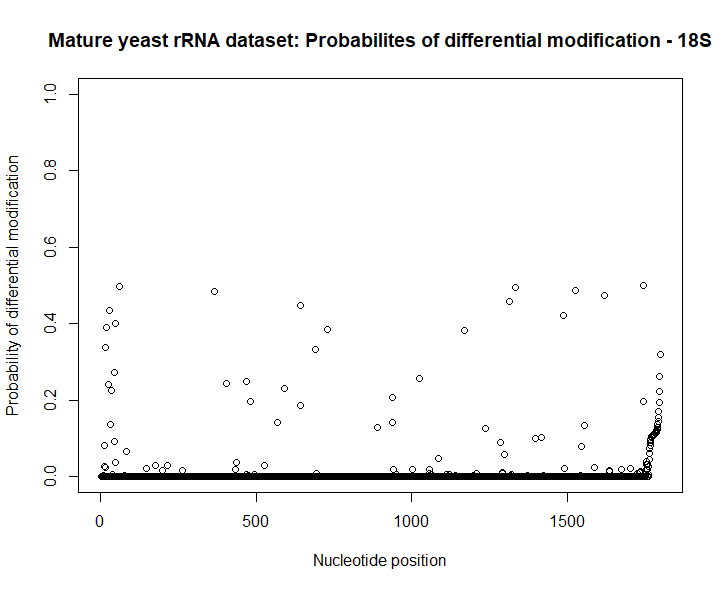 Mature yeast rRNA dataset: Probabilites of differential modification - 18S
Probability of differential modification
1.0
0.8
0.6
0.4
0.2
0.0
0 500 1000 1500
Nucleotide position